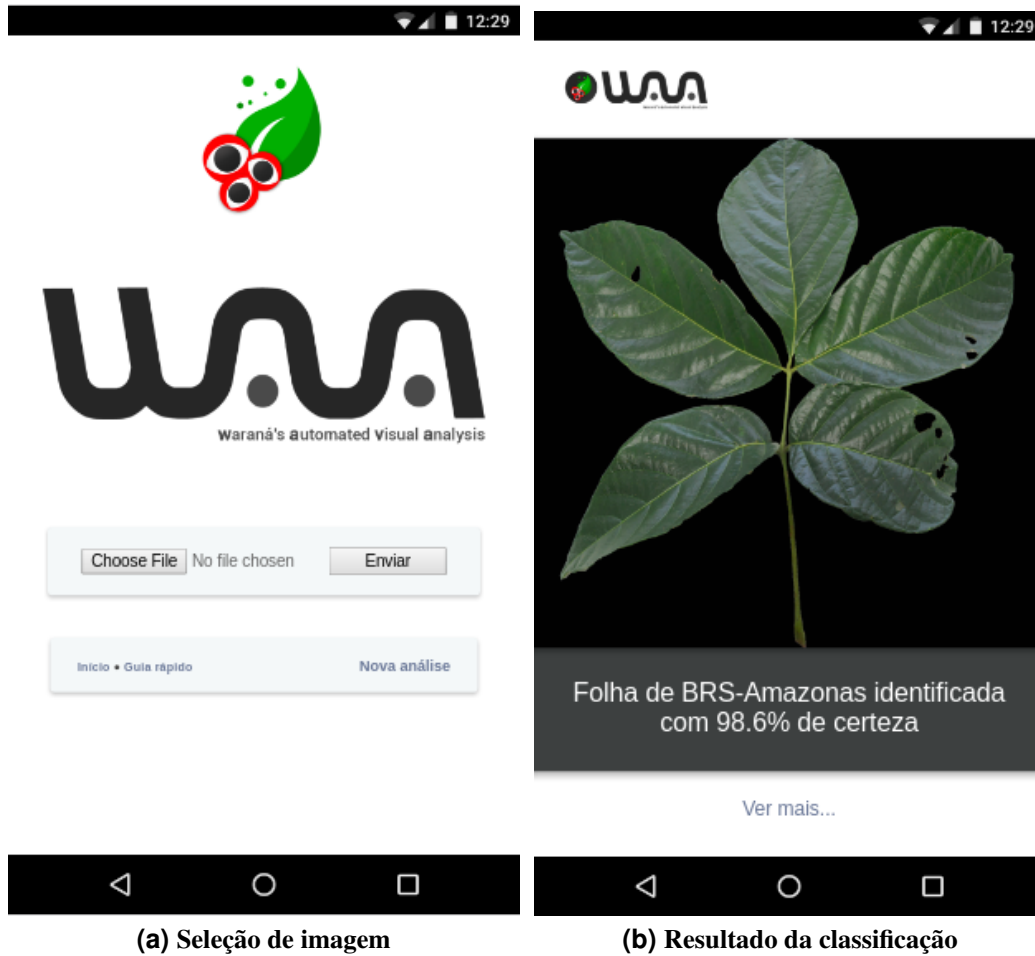 12:29
WAVA
Waraná's automated visual analysis
Choose File No file chosen Enviar
Início • Guia rápido Nova análise
(a) Seleção de imagem
12:29
WAVA
Folha de BRS-Amazonas identificada
com 98.6% de certeza
Ver mais...
(b) Resultado da classificação